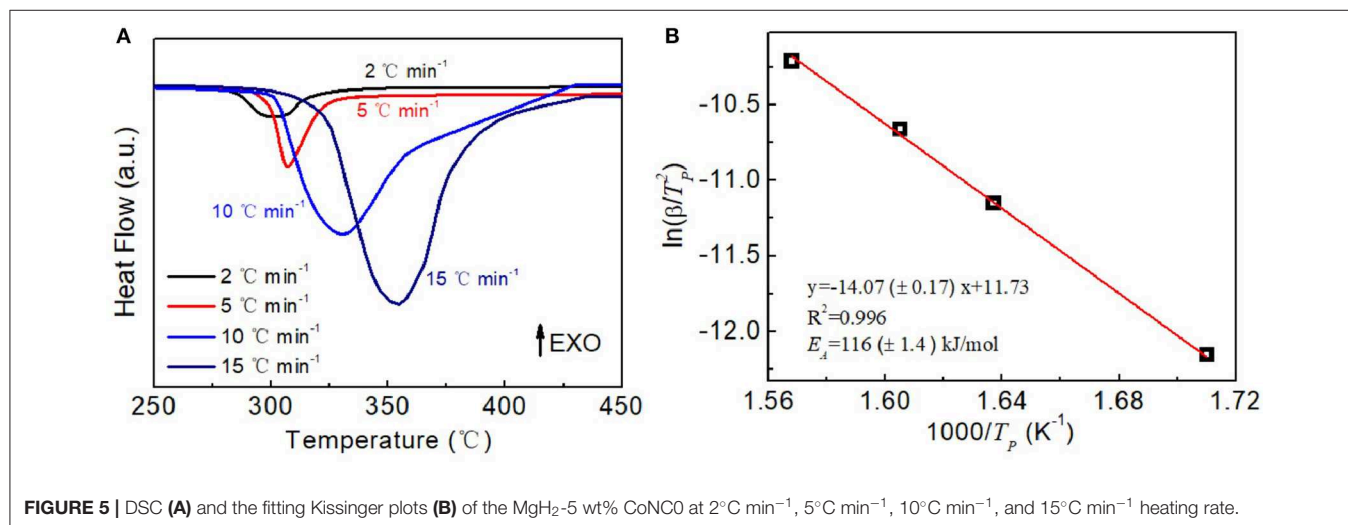 A
Heat Flow (a.u.)
2 ℃ min⁻¹
5 ℃ min⁻¹
10 ℃ min⁻¹
15 ℃ min⁻¹
2 ℃ min⁻¹
5 ℃ min⁻¹
10 ℃ min⁻¹
15 ℃ min⁻¹
EXO
250 300 350 400 450
Temperature (℃)
B
ln(β/T²ₚ)
-10.5
-11.0
-11.5
-12.0
y=-14.07 (± 0.17) x+11.73
R²=0.996
E_A=116 (± 1.4 ) kJ/mol
1.56 1.60 1.64 1.68 1.72
1000/T_P (K⁻¹)
FIGURE 5 | DSC (A) and the fitting Kissinger plots (B) of the MgH₂-5 wt% CoNC0 at 2°C min⁻¹, 5°C min⁻¹, 10°C min⁻¹, and 15°C min⁻¹ heating rate.